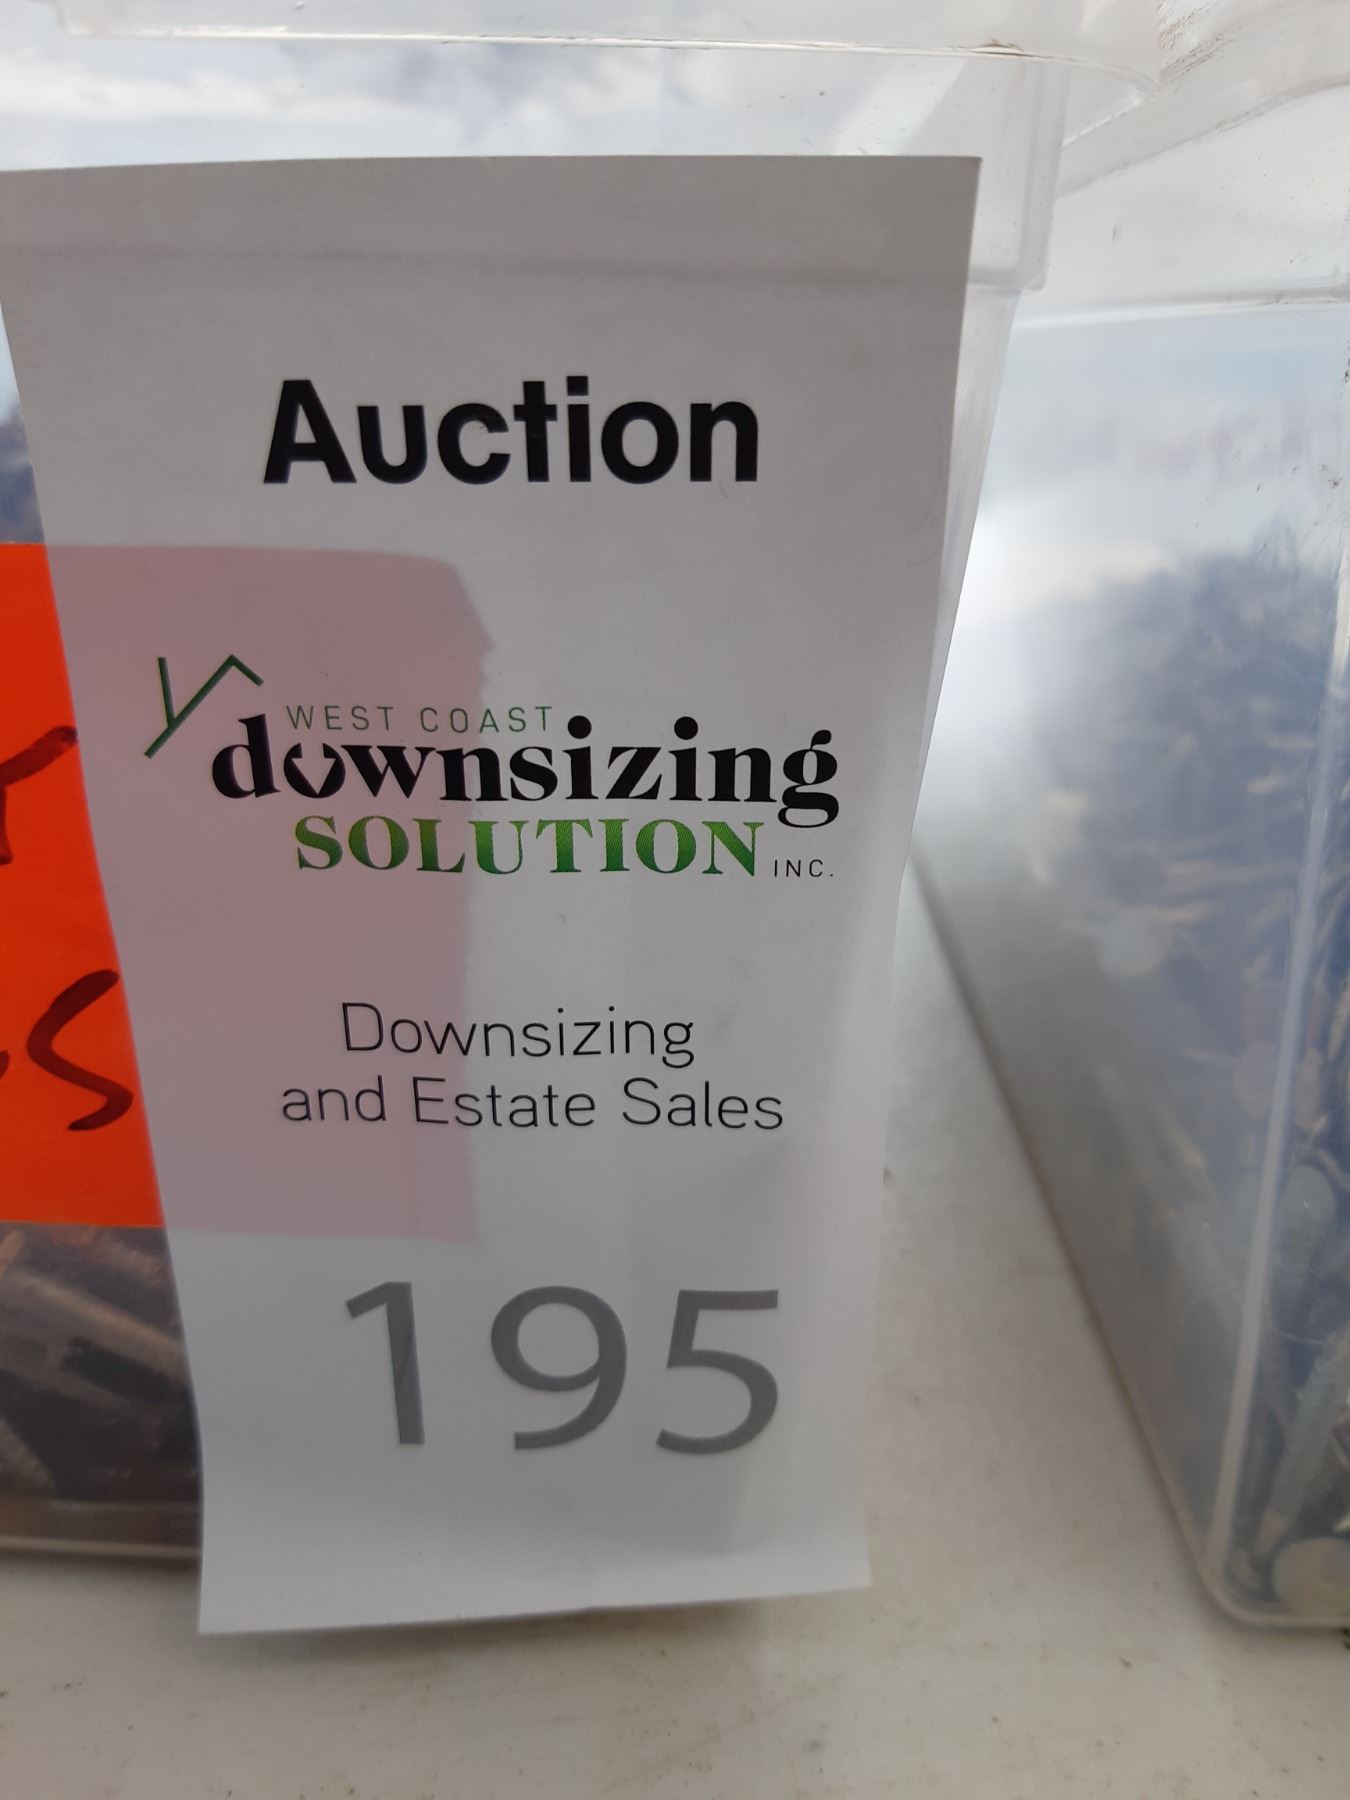 Auction
WEST COAST
downsizing
SOLUTION INC.
Downsizing
and Estate Sales
195